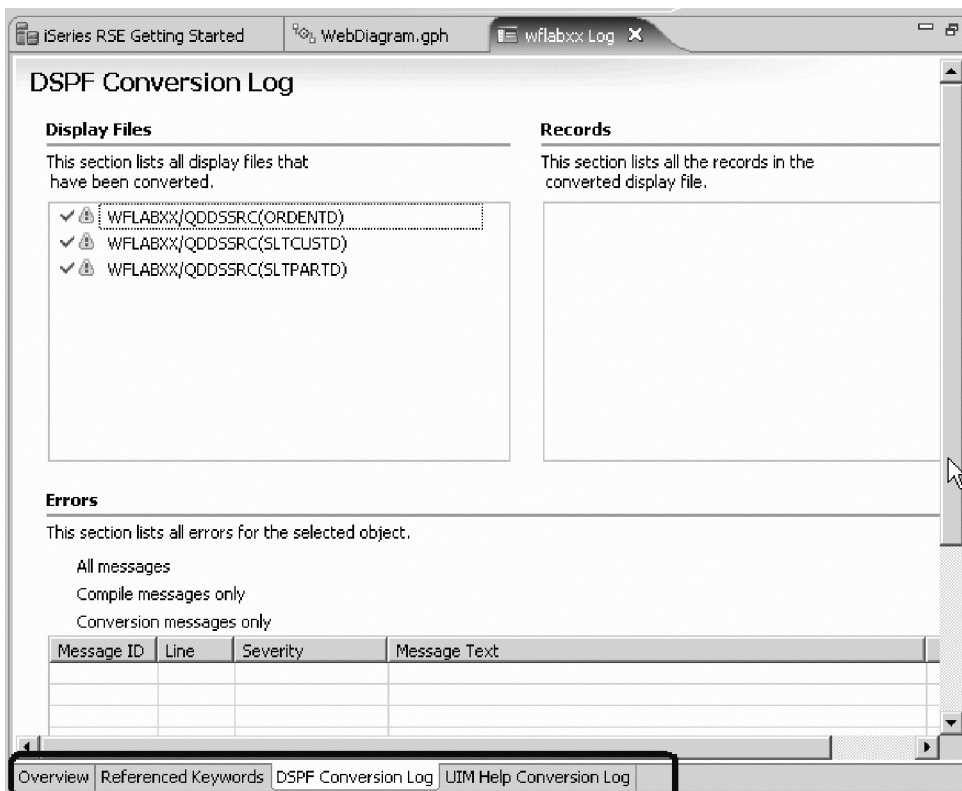 iSeries RSE Getting Started WebDiagram.gph wflabxx Log
DSPF Conversion Log
Display Files
This section lists all display files that
have been converted.
WFLABXX/QDDSSRC(ORDENTD)
WFLABXX/QDDSSRC(SLTCUSTD)
WFLABXX/QDDSSRC(SLTPARTD)
Records
This section lists all the records in the
converted display file.
Errors
This section lists all errors for the selected object.
All messages
Compile messages only
Conversion messages only
Message ID Line Severity Message Text
Overview Referenced Keywords DSPF Conversion Log UIM Help Conversion Log